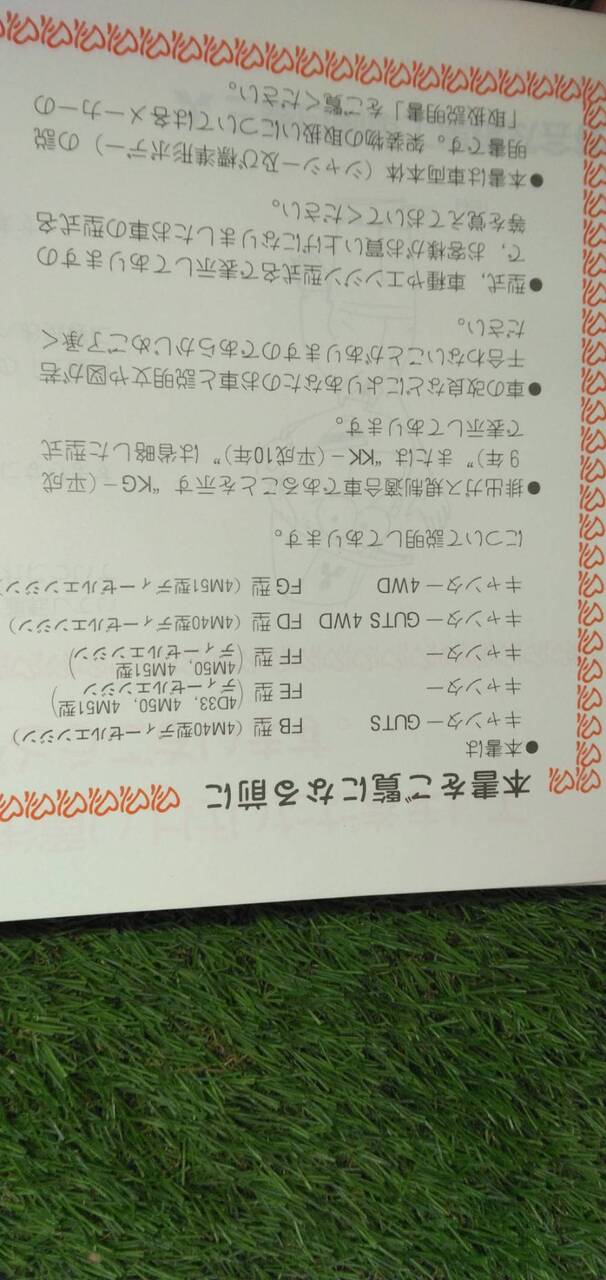 本書をご覧になる前に
●本書は
キャンター GUTS FB 型 (4M40型ディーゼルエンジン)
キャンター FE 型 (4D33, 4M50, 4M51型
ディーゼルエンジン)
キャンター FF 型 (4M50, 4M51型
ディーゼルエンジン)
キャンター GUTS 4WD FD 型 (4M40型ディーゼルエンジン)
キャンター 4WD FG 型 (4M51型ディーゼルエンジン)
について説明してあります。
●排出ガス規制適合車であることを示す “KG−(平成
9年)” または “KK−(平成10年)” は省略した型式
で表示してあります。
●車の改良などによりあなたのお車と説明文や図が若
干合わないことがありますのであらかじめご了承く
ださい。
●型式, 車種やエンジン型式名で表示してありますの
で, お客様がお買い上げになりましたお車の型式名
等を覚えておいてください。
●本書は車両本体 (シャシー及び標準形ボデー) の説
明書です。架装物の取扱いについては各メーカーの
「取扱説明書」をご覧ください。